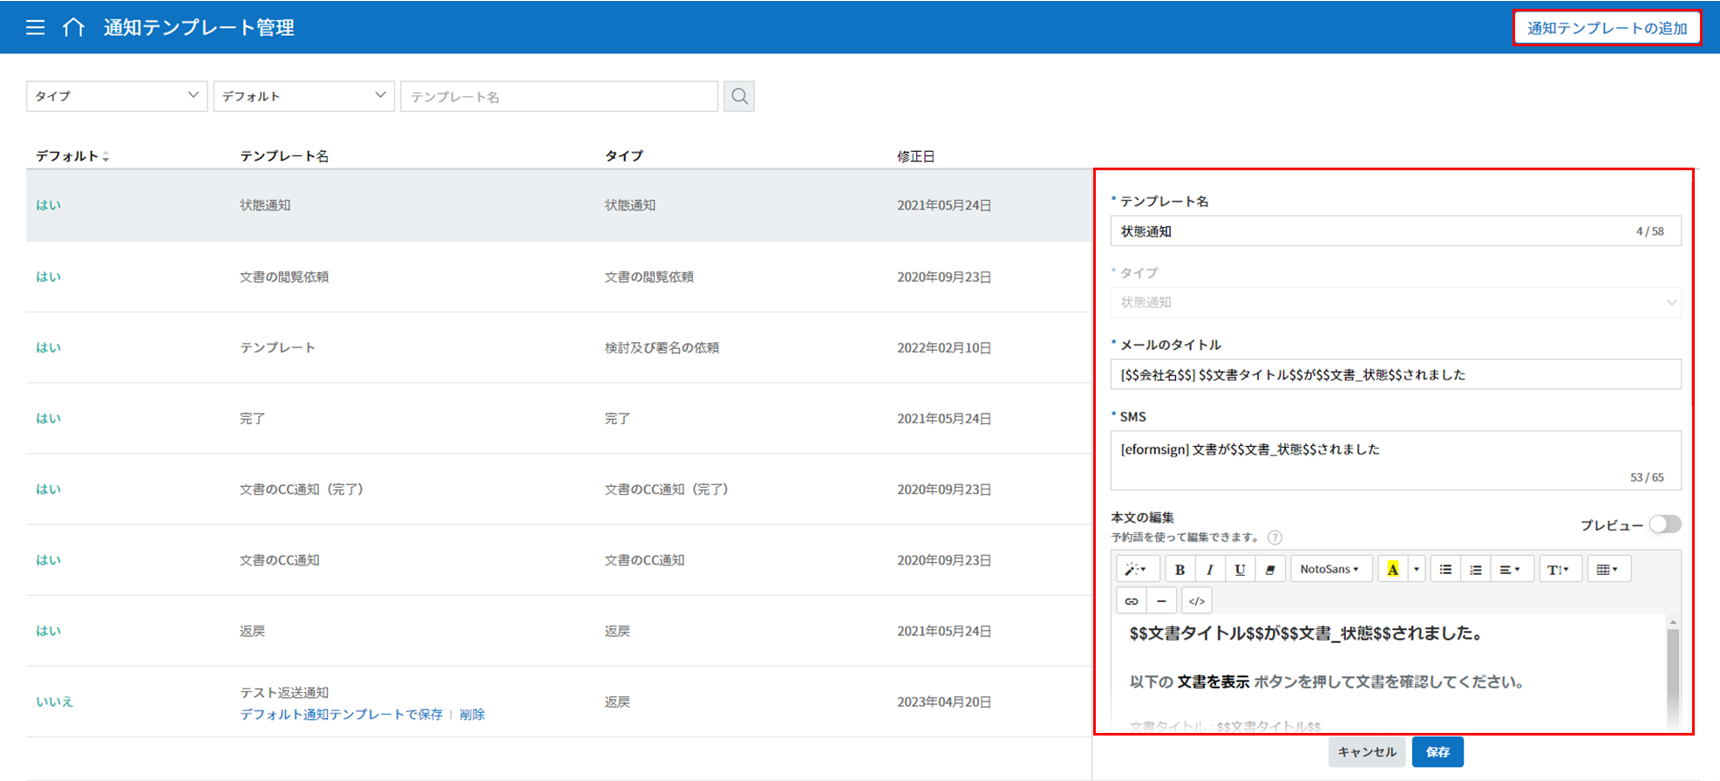 通知テンプレート管理
通知テンプレートの追加
タイプ
デフォルト
テンプレート名
デフォルト
テンプレート名
タイプ
修正日
はい
状態通知
状態通知
2021年05月24日
はい
文書の閲覧依頼
文書の閲覧依頼
2020年09月23日
はい
テンプレート
検討及び署名の依頼
2022年02月10日
はい
完了
完了
2021年05月24日
はい
文書のCC通知（完了）
文書のCC通知（完了）
2020年09月23日
はい
文書のCC通知
文書のCC通知
2020年09月23日
はい
返戻
返戻
2021年05月24日
いいえ
テスト返送通知
デフォルト通知テンプレートで保存 | 削除
返戻
2023年04月20日
* テンプレート名
状態通知
4 / 58
* タイプ
状態通知
* メールのタイトル
[$$会社名$$] $$文書タイトル$$が$$文書_状態$$されました
* SMS
[eformsign] 文書が$$文書_状態$$されました
53 / 65
本文の編集
予約語を使って編集できます。 ?
プレビュー
B I U NotoSans A T
</>
$$文書タイトル$$が$$文書_状態$$されました。
以下の 文書を表示 ボタンを押して文書を確認してください。
文書タイトル : $$文書タイトル$$
キャンセル
保存